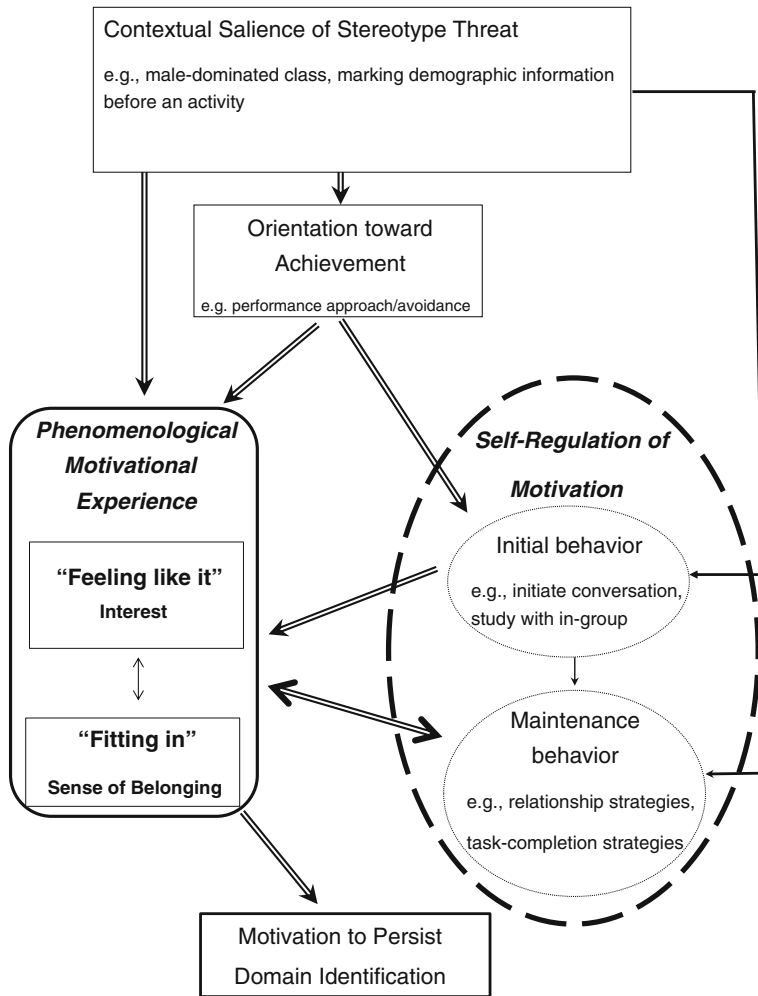 Contextual Salience of Stereotype Threat
e.g., male-dominated class, marking demographic information
before an activity
Orientation toward
Achievement
e.g. performance approach/avoidance
Phenomenological
Motivational
Experience
“Feeling like it”
Interest
“Fitting in”
Sense of Belonging
Self-Regulation of
Motivation
Initial behavior
e.g., initiate conversation,
study with in-group
Maintenance
behavior
e.g., relationship strategies,
task-completion strategies
Motivation to Persist
Domain Identification